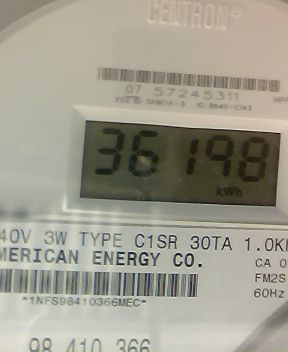 CENTRON®
07 57245311
36198
kWh
40V 3W TYPE C1SR 30TA 1.0K
MERICAN ENERGY CO.
CA 0
FM2S
60Hz
*1NFS98410366MEC*
98 410 366